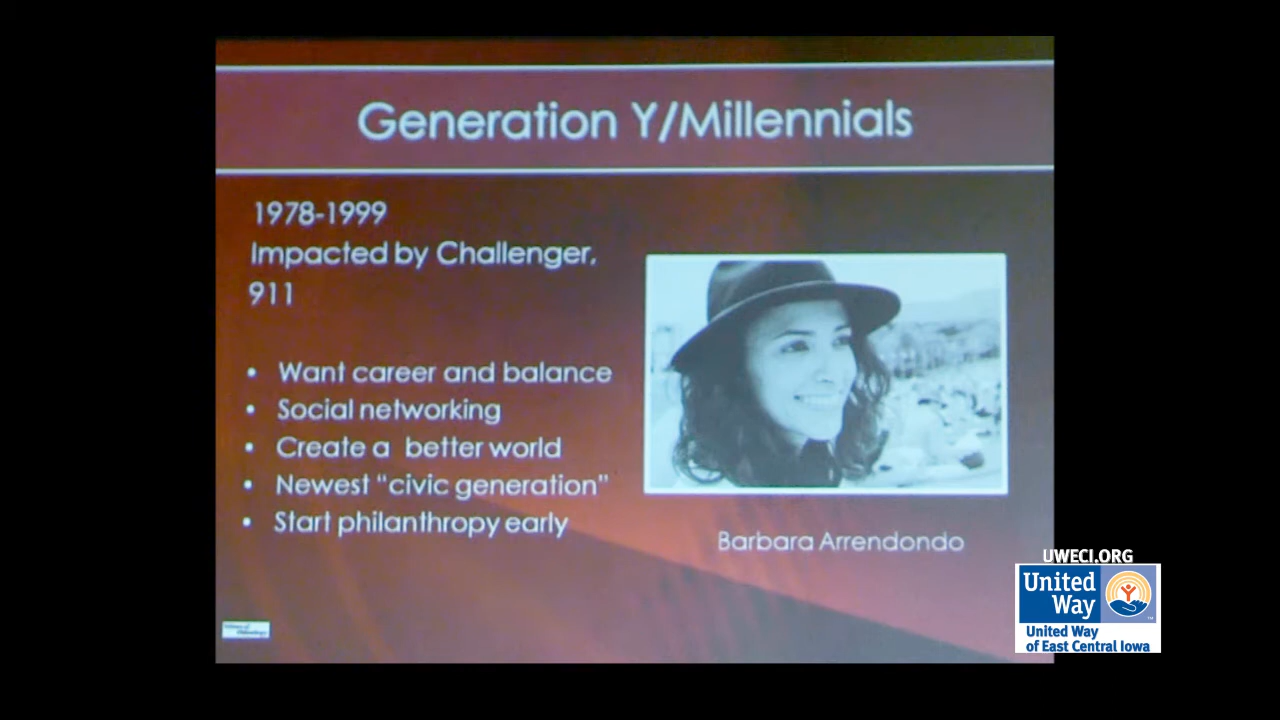 Generation Y/Millennials
1978-1999
Impacted by Challenger,
911
• Want career and balance
• Social networking
• Create a better world
• Newest “civic generation”
• Start philanthropy early
Barbara Arrendondo
UWECI.ORG
United
Way
United Way
of East Central Iowa